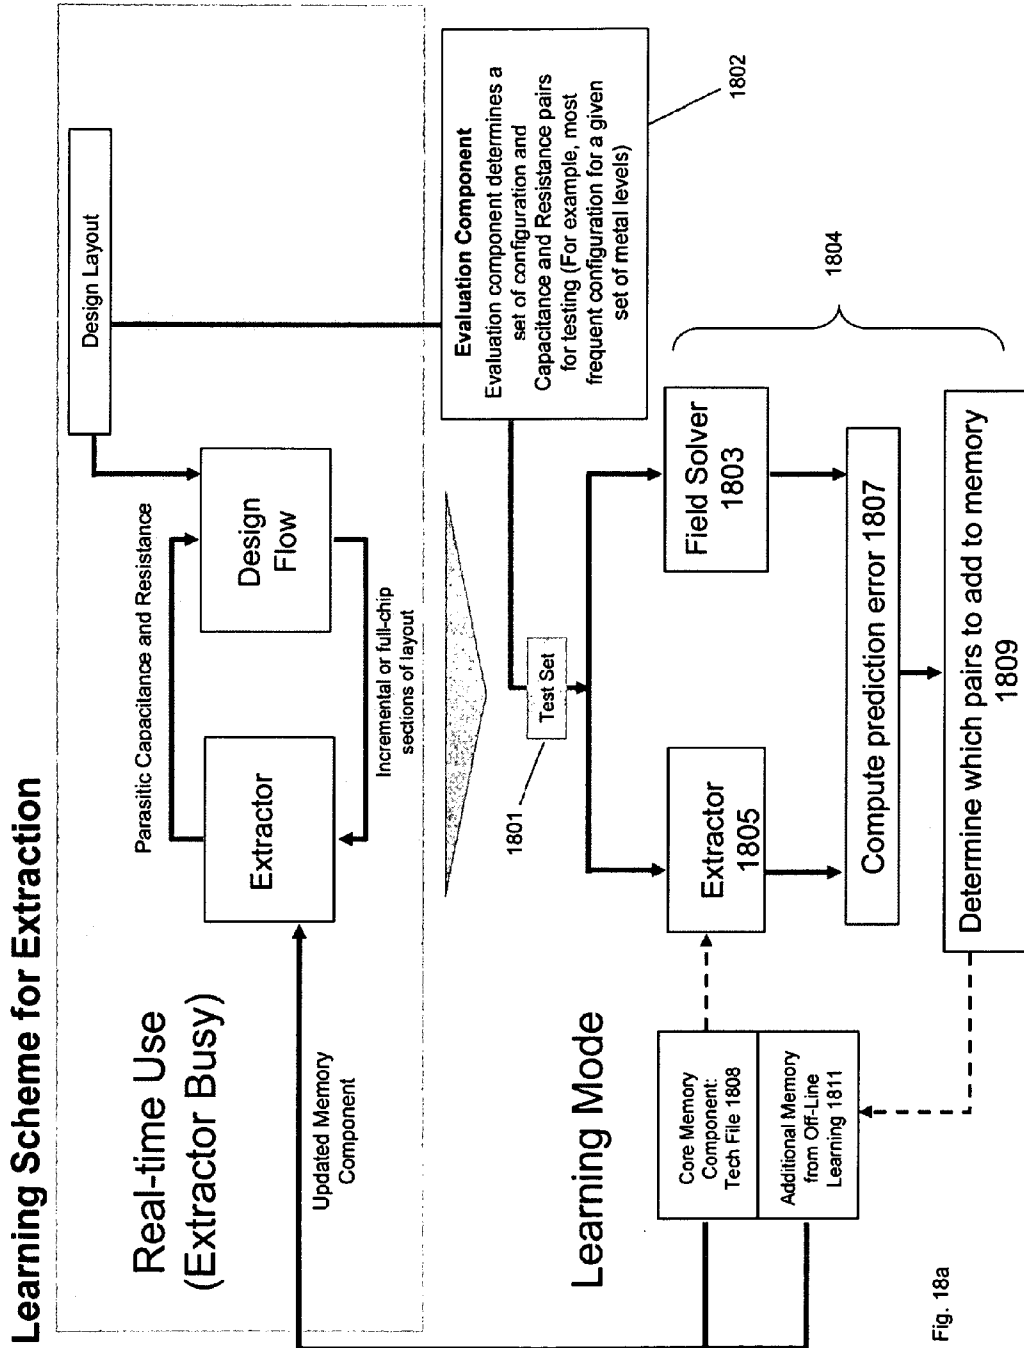 Learning Scheme for Extraction
Real-time Use
(Extractor Busy)
Design Layout
Parasitic Capacitance and Resistance
Extractor
Design
Flow
Incremental or full-chip
sections of layout
Updated Memory
Component
Evaluation Component
Evaluation component determines a
set of configuration and
Capacitance and Resistance pairs
for testing (For example, most
frequent configuration for a given
set of metal levels)
1802
1801
Test Set
Learning Mode
Core Memory
Component:
Tech File 1808
Additional Memory
from Off-Line
Learning 1811
Extractor
1805
Field Solver
1803
1804
Compute prediction error 1807
Determine which pairs to add to memory
1809
Fig. 18a